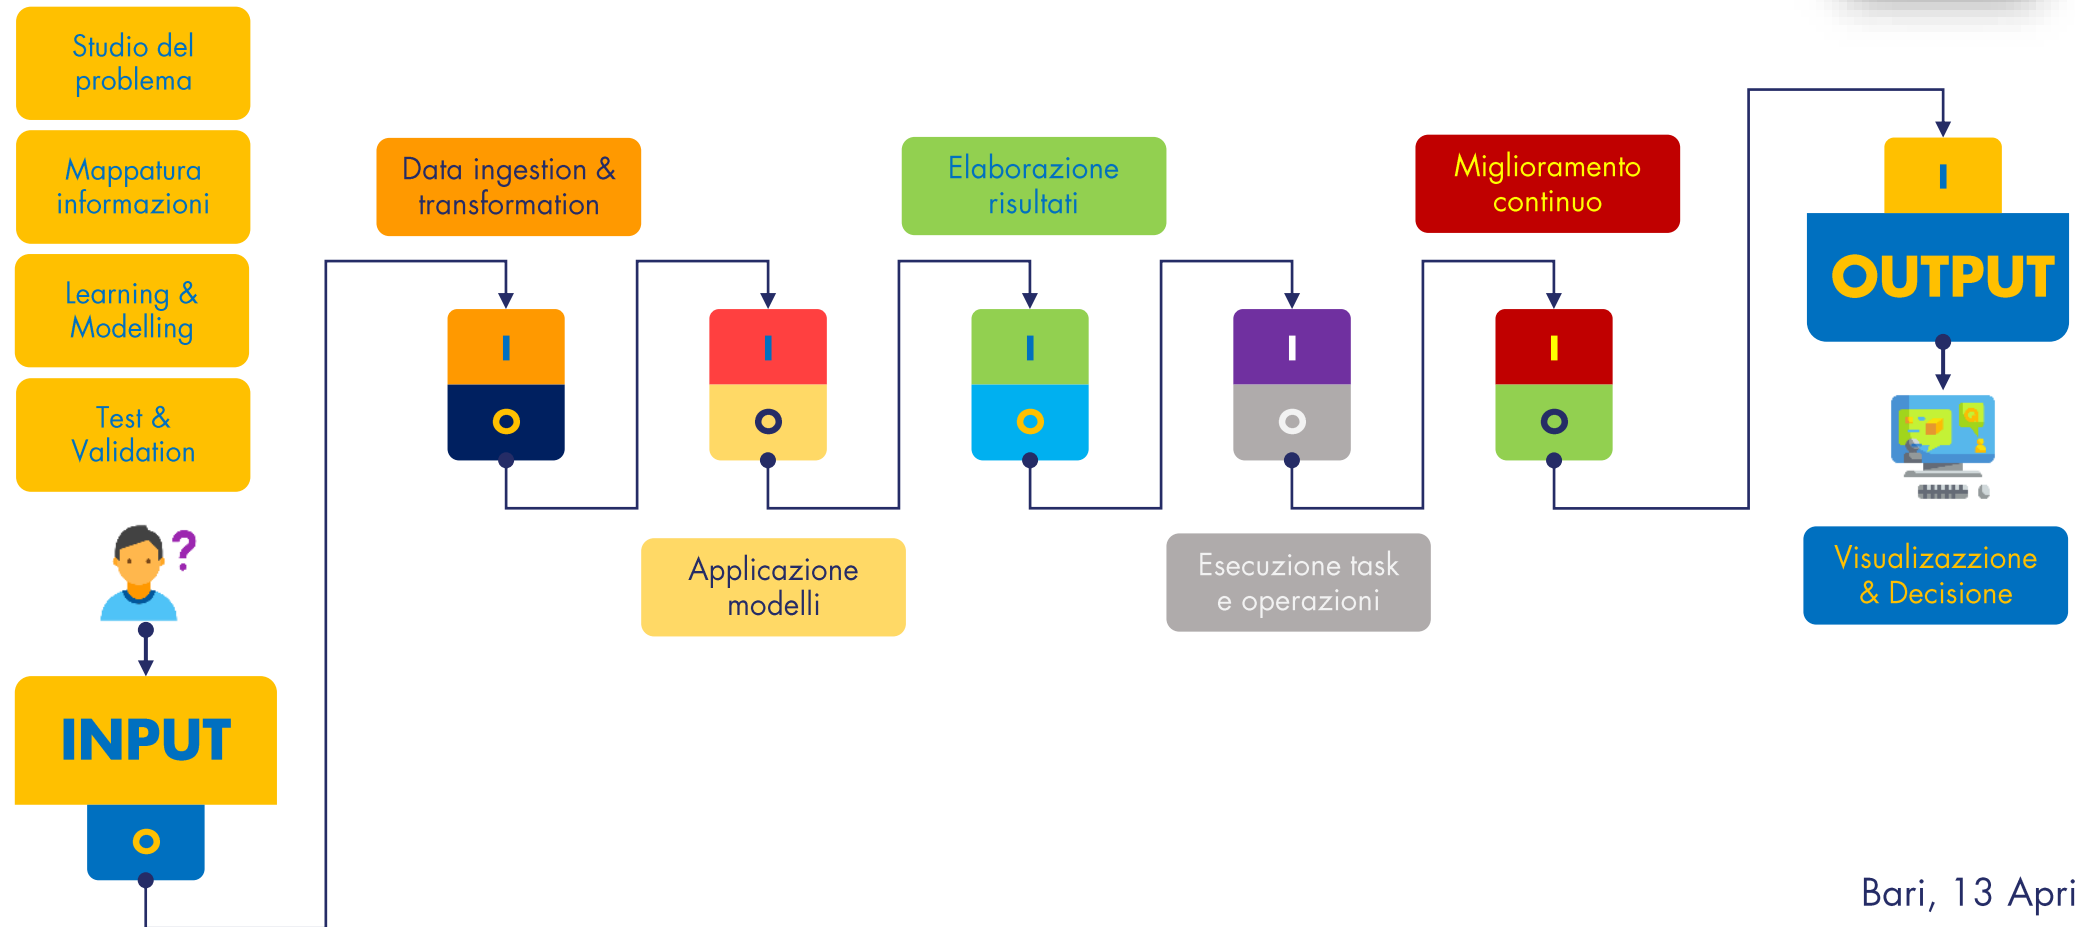 Studio del
problema
Mappatura
informazioni
Learning &
Modelling
Test &
Validation
?
INPUT
O
Data ingestion &
transformation
I
O
I
O
Applicazione
modelli
Elaborazione
risultati
I
O
I
O
Esecuzione task
e operazioni
Miglioramento
continuo
I
O
I
OUTPUT
Visualizazzione
& Decisione
Bari, 13 Apri